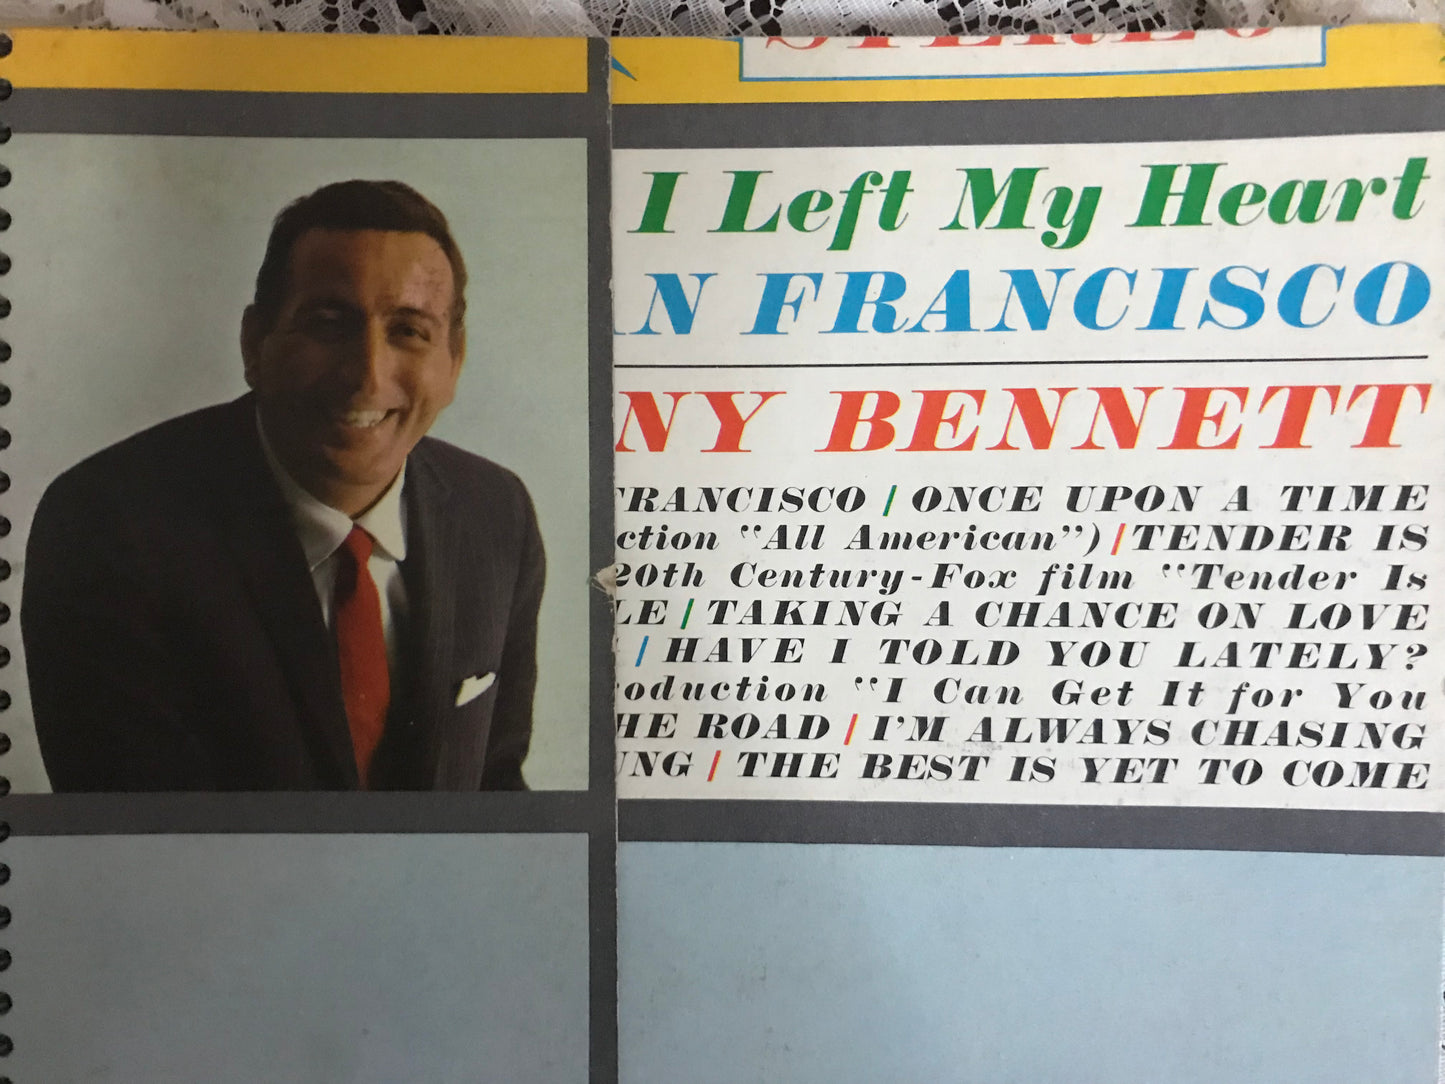 STEREO
I Left My Heart
N FRANCISCO
NY BENNETT
FRANCISCO / ONCE UPON A TIME
ction "All American") / TENDER IS
20th Century-Fox film "Tender Is
LE / TAKING A CHANCE ON LOVE
/ HAVE I TOLD YOU LATELY?
oduction "I Can Get It for You
HE ROAD / I'M ALWAYS CHASING
UNG / THE BEST IS YET TO COME